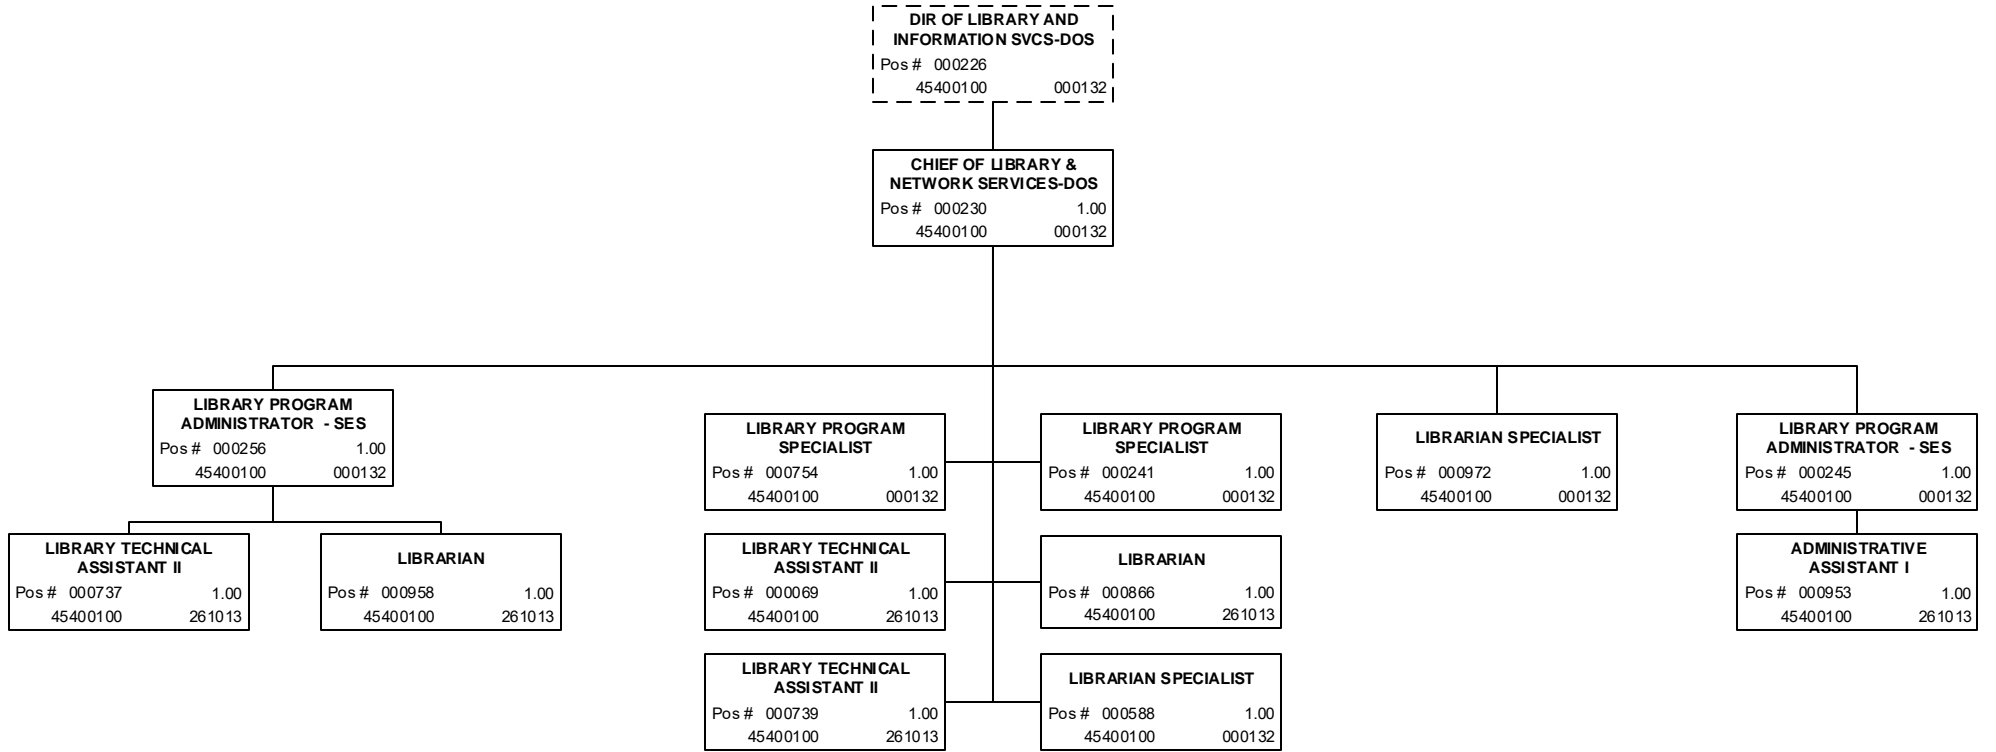 DIR OF LIBRARY AND
INFORMATION SVCS-DOS
Pos # 000226
45400100 000132
CHIEF OF LIBRARY &
NETWORK SERVICES-DOS
Pos # 000230 1.00
45400100 000132
LIBRARY PROGRAM
ADMINISTRATOR - SES
Pos # 000256 1.00
45400100 000132
LIBRARY TECHNICAL
ASSISTANT II
Pos # 000737 1.00
45400100 261013
LIBRARIAN
Pos # 000958 1.00
45400100 261013
LIBRARY PROGRAM
SPECIALIST
Pos # 000754 1.00
45400100 000132
LIBRARY PROGRAM
SPECIALIST
Pos # 000241 1.00
45400100 000132
LIBRARY TECHNICAL
ASSISTANT II
Pos # 000069 1.00
45400100 261013
LIBRARIAN
Pos # 000866 1.00
45400100 261013
LIBRARY TECHNICAL
ASSISTANT II
Pos # 000739 1.00
45400100 261013
LIBRARIAN SPECIALIST
Pos # 000588 1.00
45400100 000132
LIBRARIAN SPECIALIST
Pos # 000972 1.00
45400100 000132
LIBRARY PROGRAM
ADMINISTRATOR - SES
Pos # 000245 1.00
45400100 000132
ADMINISTRATIVE
ASSISTANT I
Pos # 000953 1.00
45400100 261013